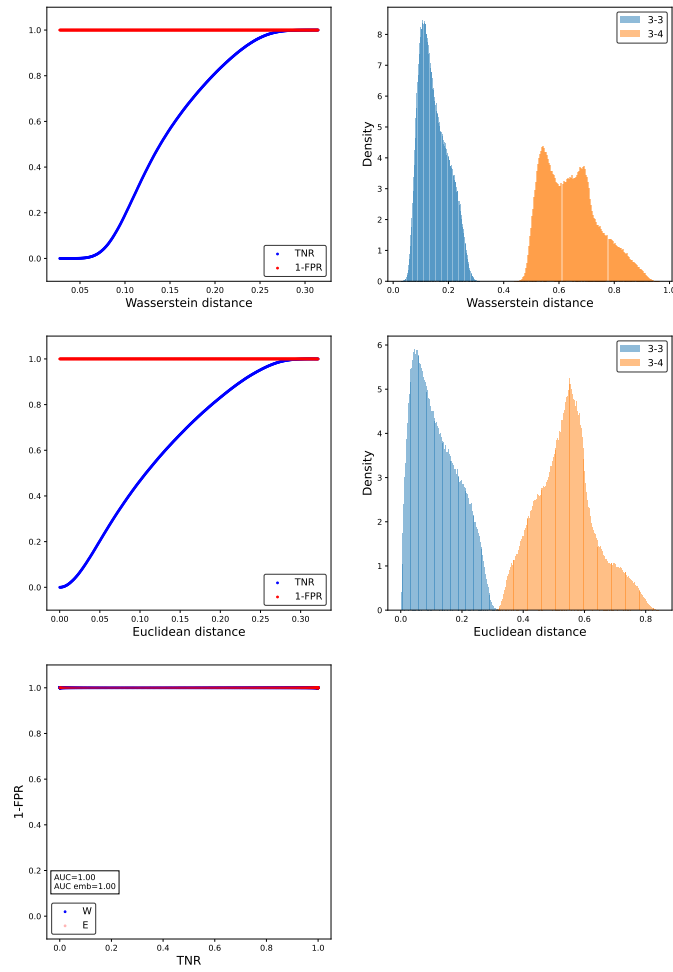 1.0
0.8
0.6
0.4
0.2
0.0
TNR
1-FPR
0.05 0.10 0.15 0.20 0.25 0.30
Wasserstein distance
3-3
3-4
Density
8
7
6
5
4
3
2
1
0
0.0 0.2 0.4 0.6 0.8 1.0
Wasserstein distance
1.0
0.8
0.6
0.4
0.2
0.0
TNR
1-FPR
0.00 0.05 0.10 0.15 0.20 0.25 0.30
Euclidean distance
3-3
3-4
Density
6
5
4
3
2
1
0
0.0 0.2 0.4 0.6 0.8
Euclidean distance
1-FPR
1.0
0.8
0.6
0.4
0.2
0.0
AUC=1.00
AUC emb=1.00
W
E
0.0 0.2 0.4 0.6 0.8 1.0
TNR